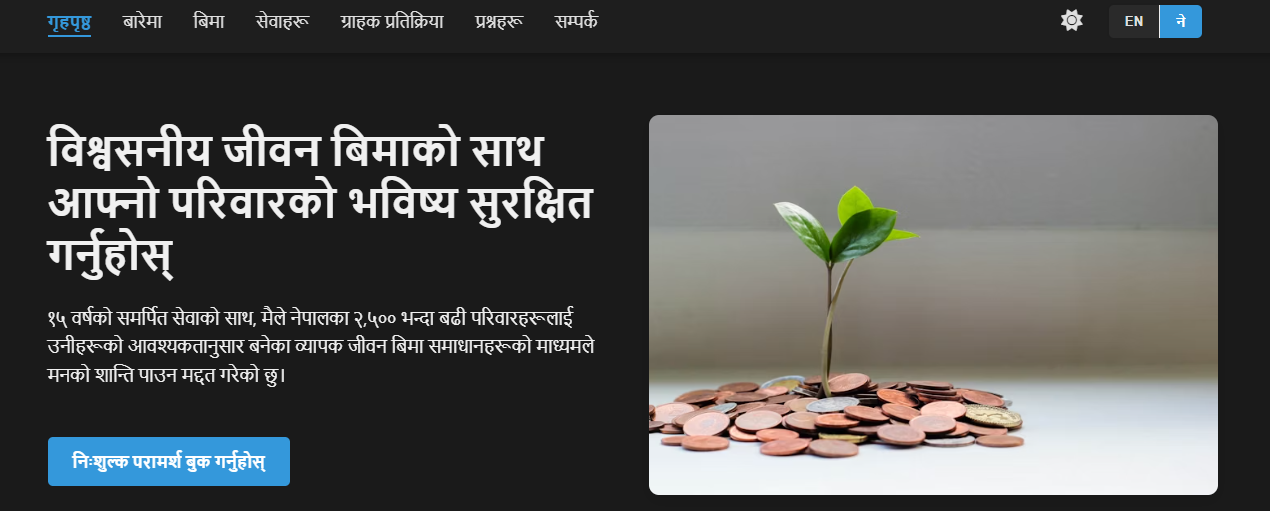 गृहपृष्ठ बारेमा बिमा सेवाहरू ग्राहक प्रतिक्रिया प्रश्नहरू सम्पर्क EN ने
विश्वसनीय जीवन बिमाको साथ
आफ्नो परिवारको भविष्य सुरक्षित
गर्नुहोस्
१५ वर्षको समर्पित सेवाको साथ, मैले नेपालका २,५०० भन्दा बढी परिवारहरूलाई
उनीहरूको आवश्यकतानुसार बनेका व्यापक जीवन बिमा समाधानहरूको माध्यमले
मनको शान्ति पाउन मद्दत गरेको छु।
निःशुल्क परामर्श बुक गर्नुहोस्